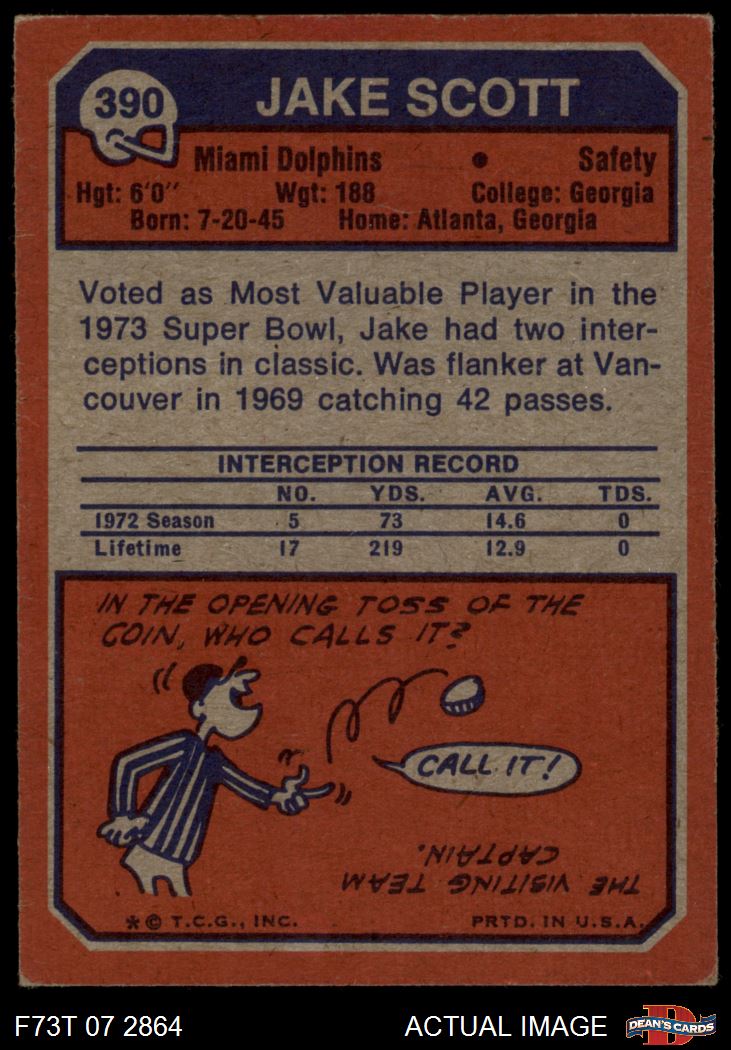 390
JAKE SCOTT
Miami Dolphins • Safety
Hgt: 6'0" Wgt: 188 College: Georgia
Born: 7-20-45 Home: Atlanta, Georgia
Voted as Most Valuable Player in the
1973 Super Bowl, Jake had two inter-
ceptions in classic. Was flanker at Van-
couver in 1969 catching 42 passes.
INTERCEPTION RECORD
NO. YDS. AVG. TDS.
1972 Season 5 73 14.6 0
Lifetime 17 219 12.9 0
IN THE OPENING TOSS OF THE
COIN, WHO CALLS IT?
CALL IT!
THE VISITING TEAM
CAPTAIN.
* © T.C.G., INC. PRTD. IN U.S.A.
F73T 07 2864 ACTUAL IMAGE
D
DEAN'S CARDS